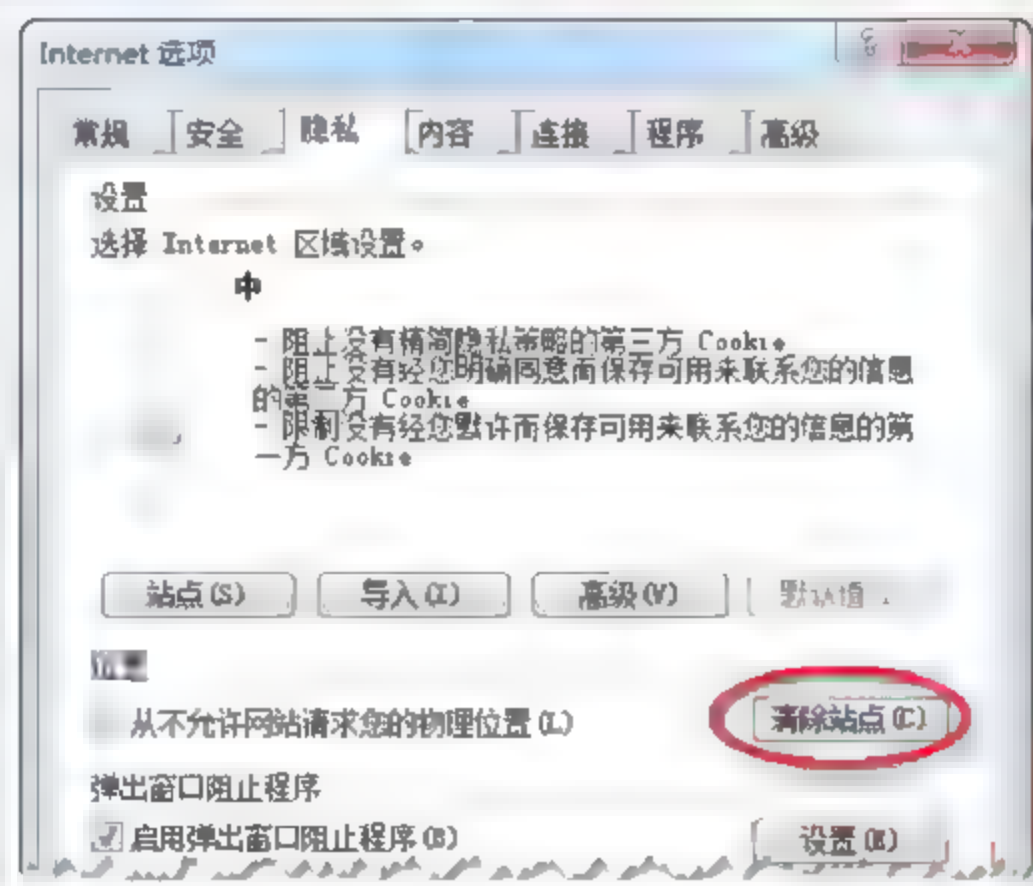 Internet 选项
常规 安全 隐私 内容 连接 程序 高级
设置
选择 Internet 区域设置。
中
- 阻止没有精简隐私策略的第三方 Cookie
- 阻止没有经您明确同意而保存可用来联系您的信息
的第三方 Cookie
- 限制没有经您默许而保存可用来联系您的信息的第
一方 Cookie
站点(S) 导入(I) 高级(V) 默认值
从不允许网站请求您的物理位置(L) 清除站点(C)
弹出窗口阻止程序
启用弹出窗口阻止程序(B) 设置(E)